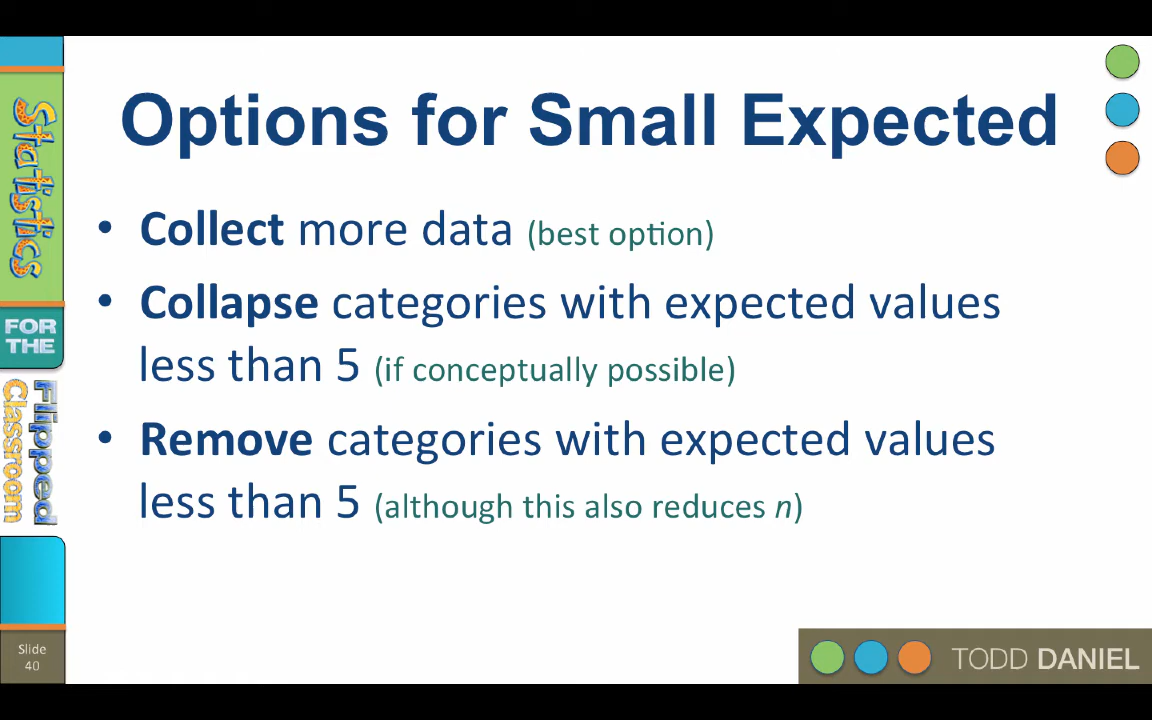 Options for Small Expected
• Collect more data (best option)
• Collapse categories with expected values
less than 5 (if conceptually possible)
• Remove categories with expected values
less than 5 (although this also reduces n)
Statistics
FOR
THE
Flipped
Classroom
Slide
40
TODD DANIEL